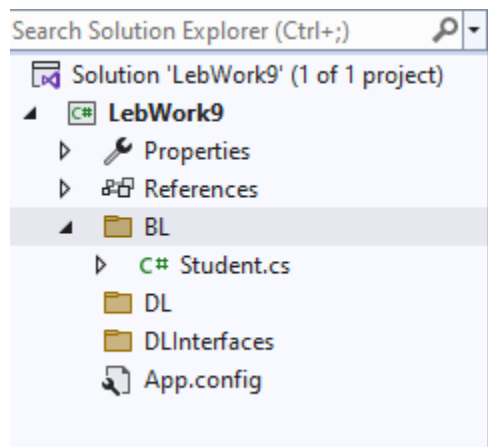 Search Solution Explorer (Ctrl+;)
Solution 'LebWork9' (1 of 1 project)
C# LebWork9
Properties
References
BL
C# Student.cs
DL
DLInterfaces
App.config